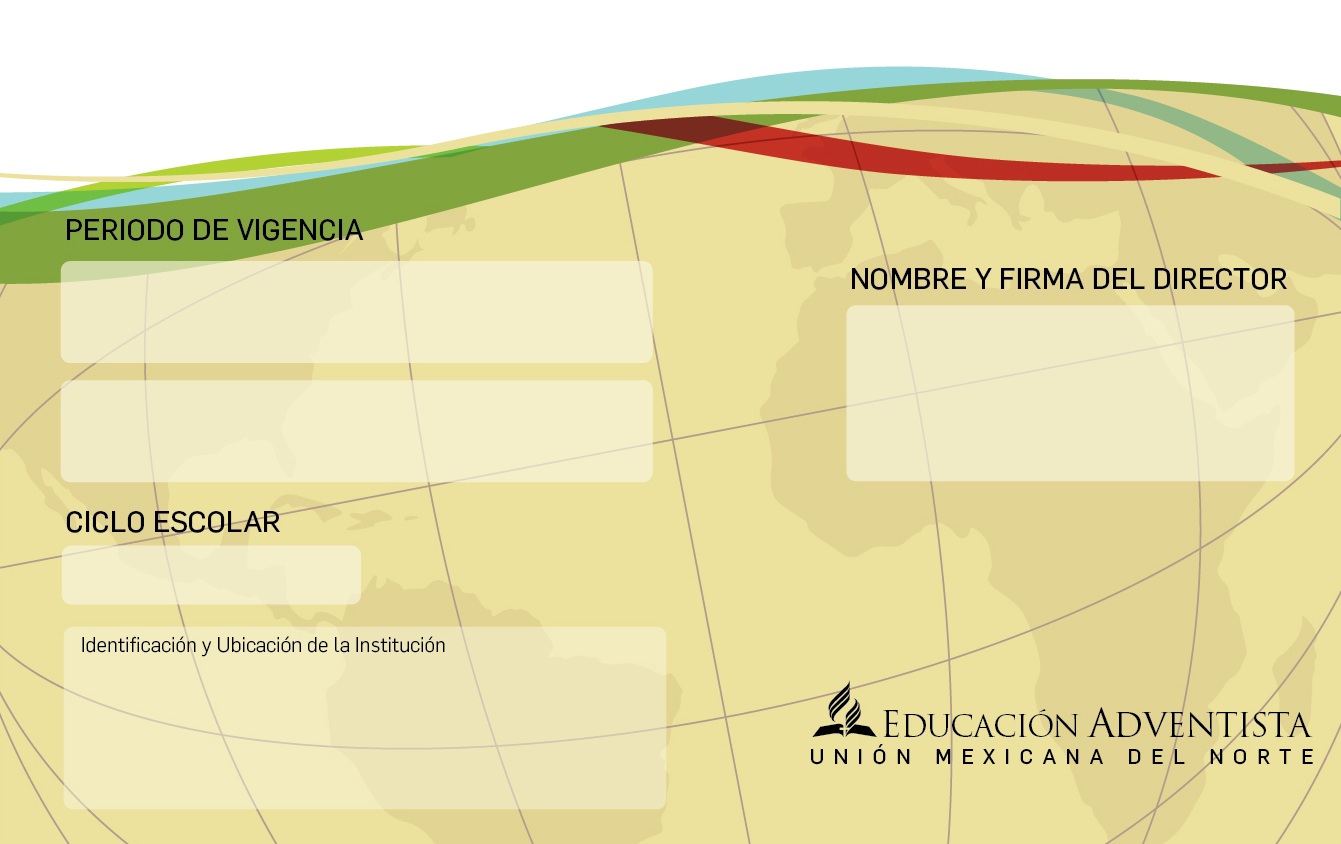 PERIODO DE VIGENCIA
NOMBRE Y FIRMA DEL DIRECTOR
CICLO ESCOLAR
Identificación y Ubicación de la Institución
EDUCACIÓN ADVENTISTA
UNIÓN MEXICANA DEL NORTE